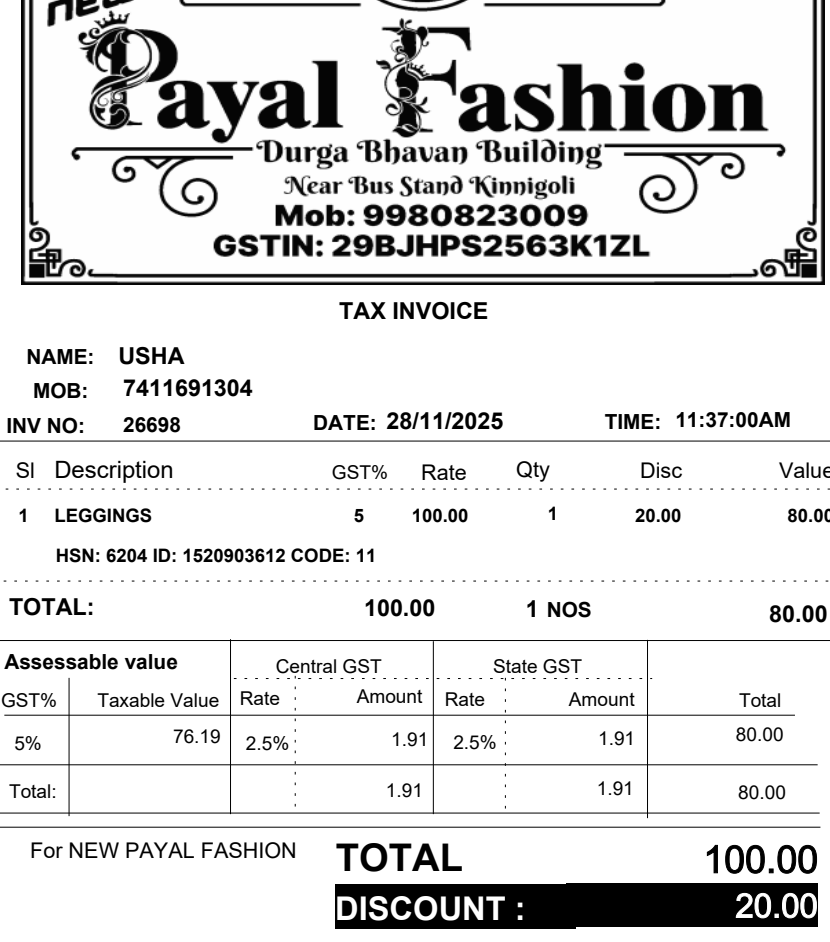 new
Payal Fashion
Durga Bhavan Building
Near Bus Stand Kinnigoli
Mob: 9980823009
GSTIN: 29BJHPS2563K1ZL
TAX INVOICE
NAME: USHA
MOB: 7411691304
INV NO: 26698 DATE: 28/11/2025 TIME: 11:37:00AM
Sl Description GST% Rate Qty Disc Value
1 LEGGINGS 5 100.00 1 20.00 80.00
HSN: 6204 ID: 1520903612 CODE: 11
TOTAL: 100.00 1 NOS 80.00
Assessable value Central GST State GST
GST% Taxable Value Rate Amount Rate Amount Total
5% 76.19 2.5% 1.91 2.5% 1.91 80.00
Total: 1.91 1.91 80.00
For NEW PAYAL FASHION TOTAL 100.00
DISCOUNT : 20.00